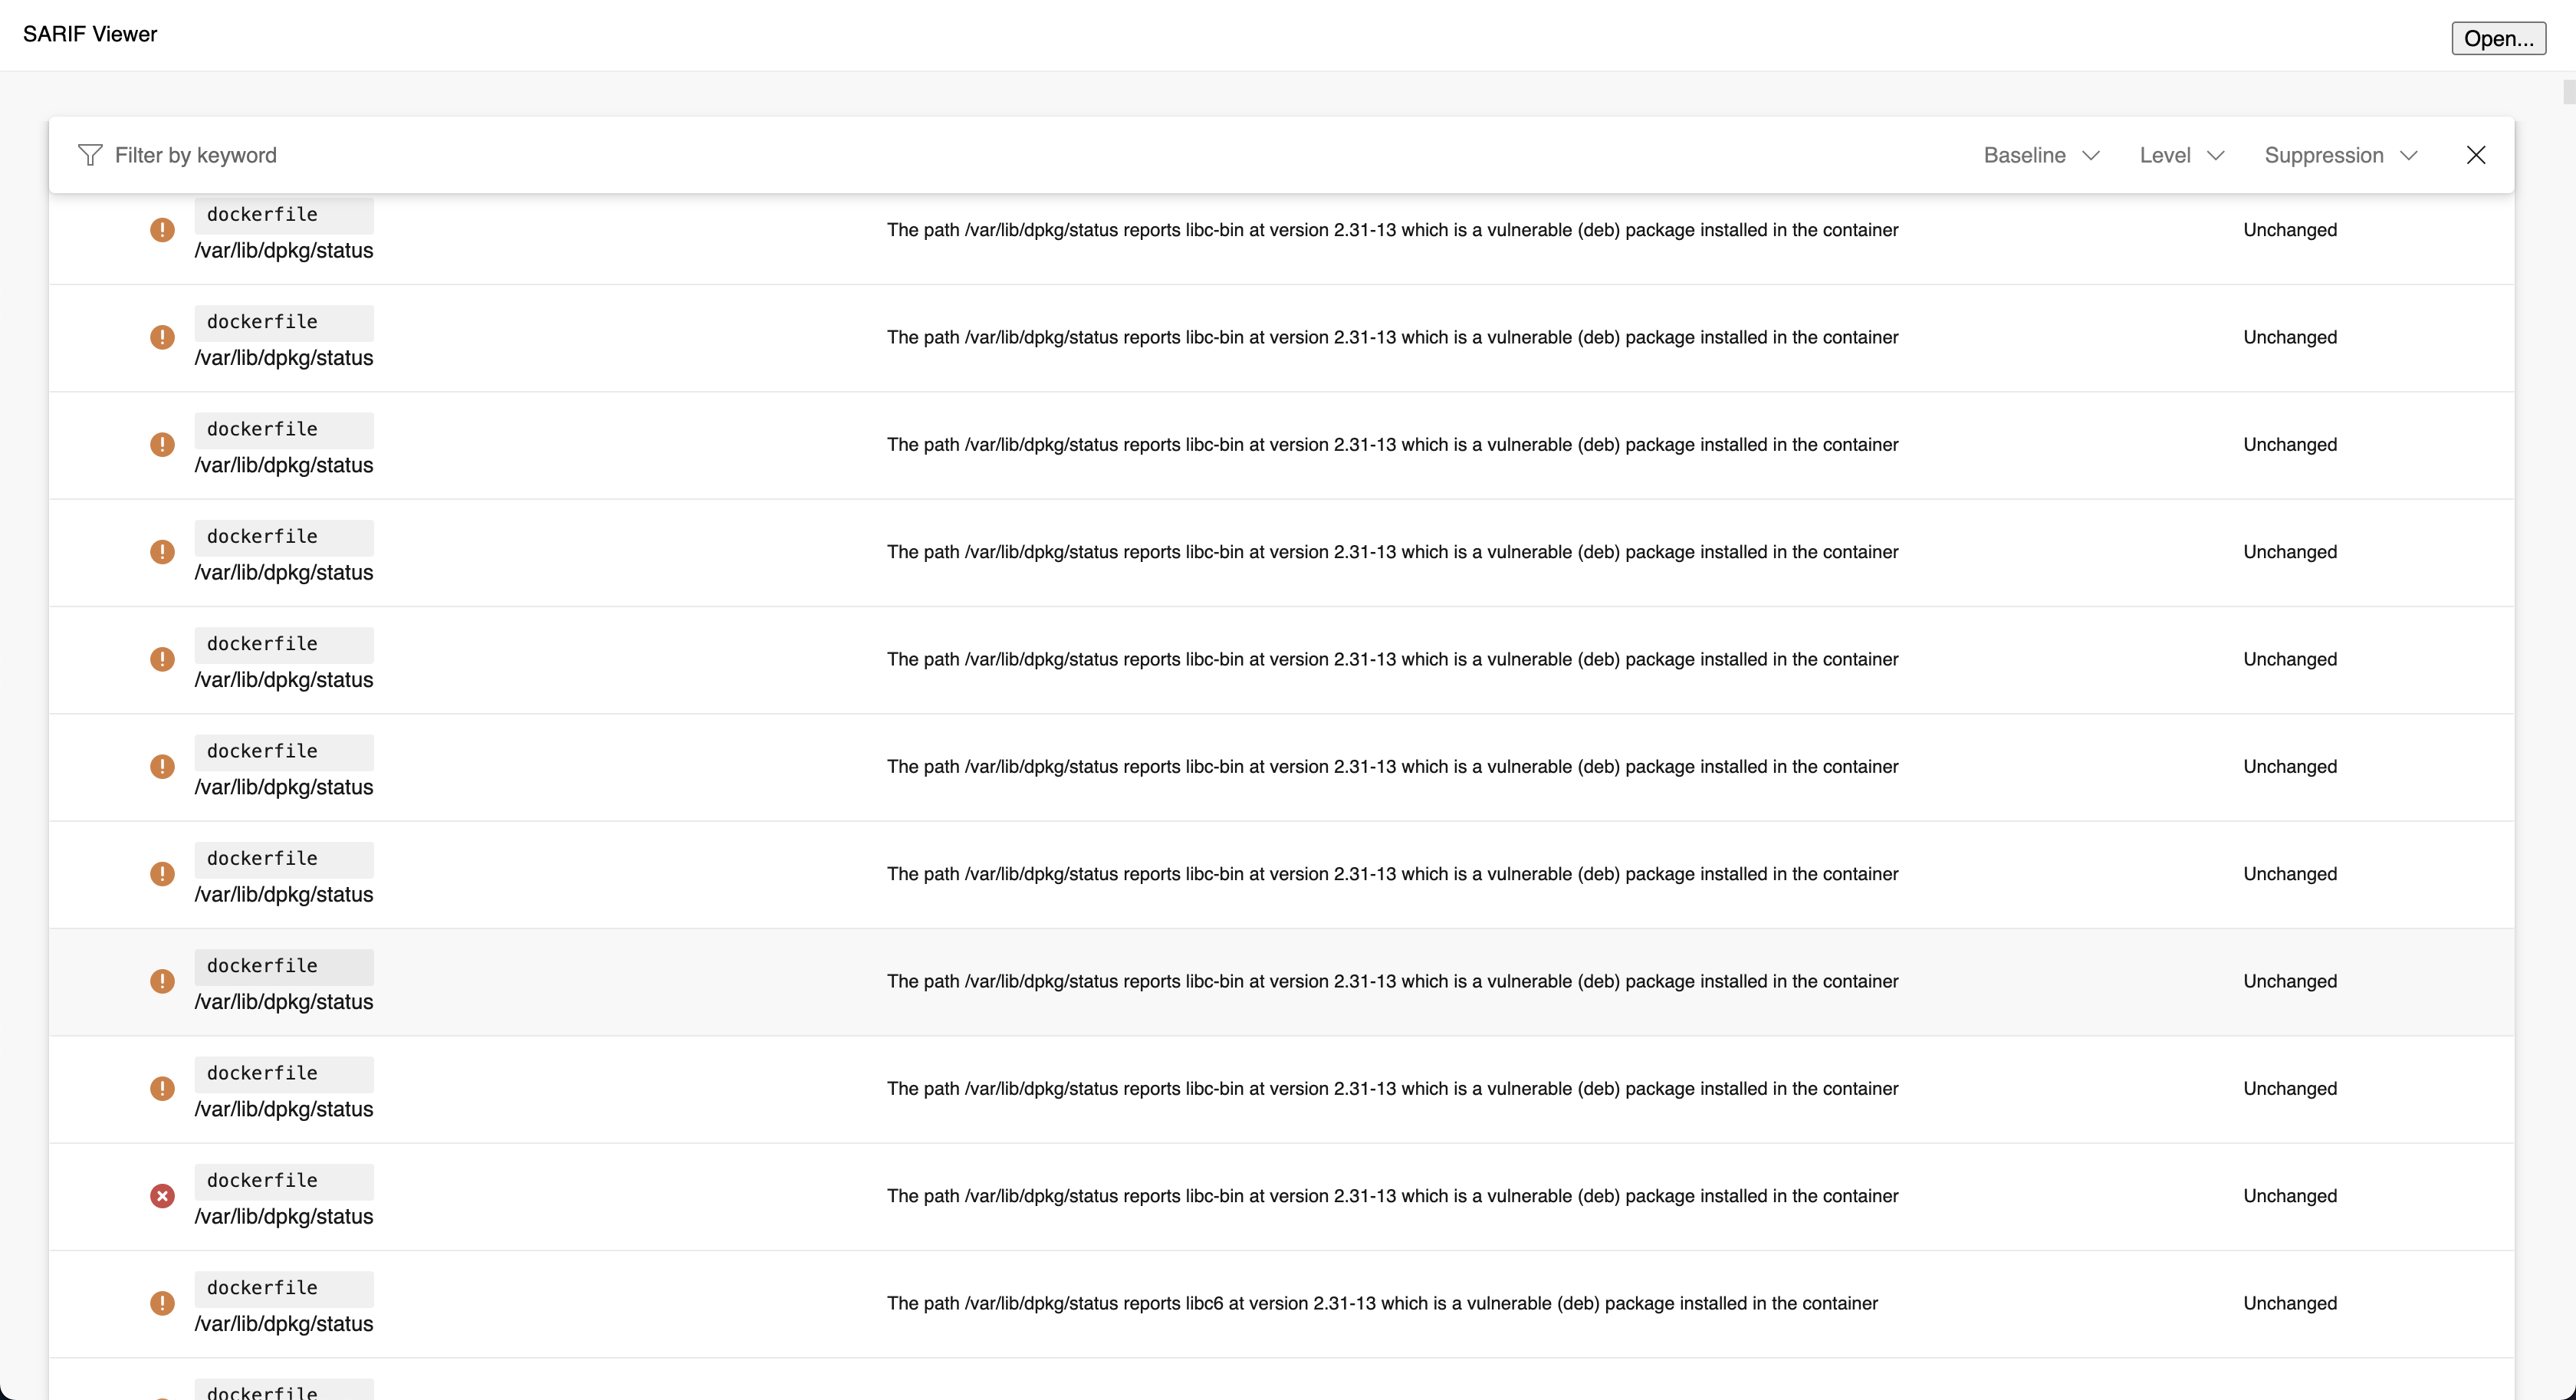 SARIF Viewer
Open...
Filter by keyword
Baseline
Level
Suppression
dockerfile
/var/lib/dpkg/status
The path /var/lib/dpkg/status reports libc-bin at version 2.31-13 which is a vulnerable (deb) package installed in the container
Unchanged
dockerfile
/var/lib/dpkg/status
The path /var/lib/dpkg/status reports libc-bin at version 2.31-13 which is a vulnerable (deb) package installed in the container
Unchanged
dockerfile
/var/lib/dpkg/status
The path /var/lib/dpkg/status reports libc-bin at version 2.31-13 which is a vulnerable (deb) package installed in the container
Unchanged
dockerfile
/var/lib/dpkg/status
The path /var/lib/dpkg/status reports libc-bin at version 2.31-13 which is a vulnerable (deb) package installed in the container
Unchanged
dockerfile
/var/lib/dpkg/status
The path /var/lib/dpkg/status reports libc-bin at version 2.31-13 which is a vulnerable (deb) package installed in the container
Unchanged
dockerfile
/var/lib/dpkg/status
The path /var/lib/dpkg/status reports libc-bin at version 2.31-13 which is a vulnerable (deb) package installed in the container
Unchanged
dockerfile
/var/lib/dpkg/status
The path /var/lib/dpkg/status reports libc-bin at version 2.31-13 which is a vulnerable (deb) package installed in the container
Unchanged
dockerfile
/var/lib/dpkg/status
The path /var/lib/dpkg/status reports libc-bin at version 2.31-13 which is a vulnerable (deb) package installed in the container
Unchanged
dockerfile
/var/lib/dpkg/status
The path /var/lib/dpkg/status reports libc-bin at version 2.31-13 which is a vulnerable (deb) package installed in the container
Unchanged
dockerfile
/var/lib/dpkg/status
The path /var/lib/dpkg/status reports libc-bin at version 2.31-13 which is a vulnerable (deb) package installed in the container
Unchanged
dockerfile
/var/lib/dpkg/status
The path /var/lib/dpkg/status reports libc6 at version 2.31-13 which is a vulnerable (deb) package installed in the container
Unchanged
dockerfile